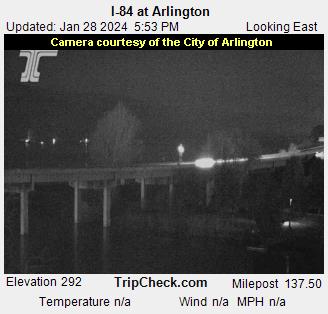 I-84 at Arlington
Updated: Jan 28 2024 5:53 PM Looking East
Camera courtesy of the City of Arlington
Elevation 292 TripCheck.com Milepost 137.50
Temperature n/a Wind n/a MPH n/a